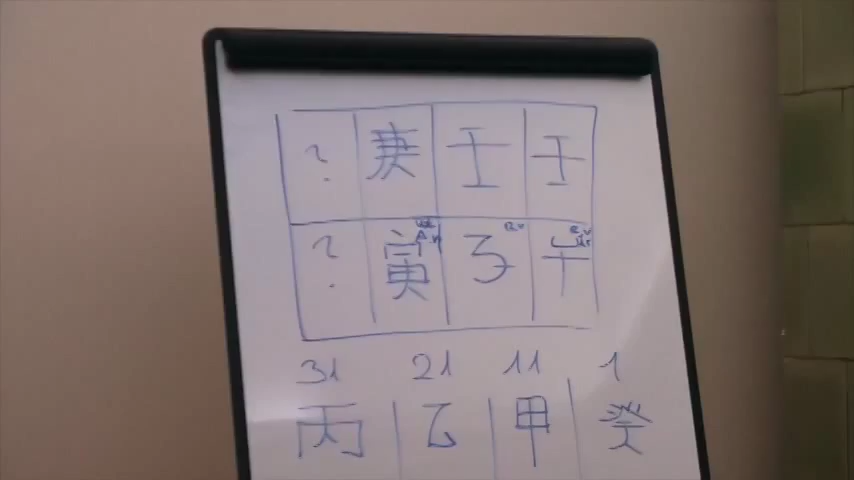 ? 庚 壬 壬
? 寅 子 午
31 21 11 1
丙 乙 甲 癸